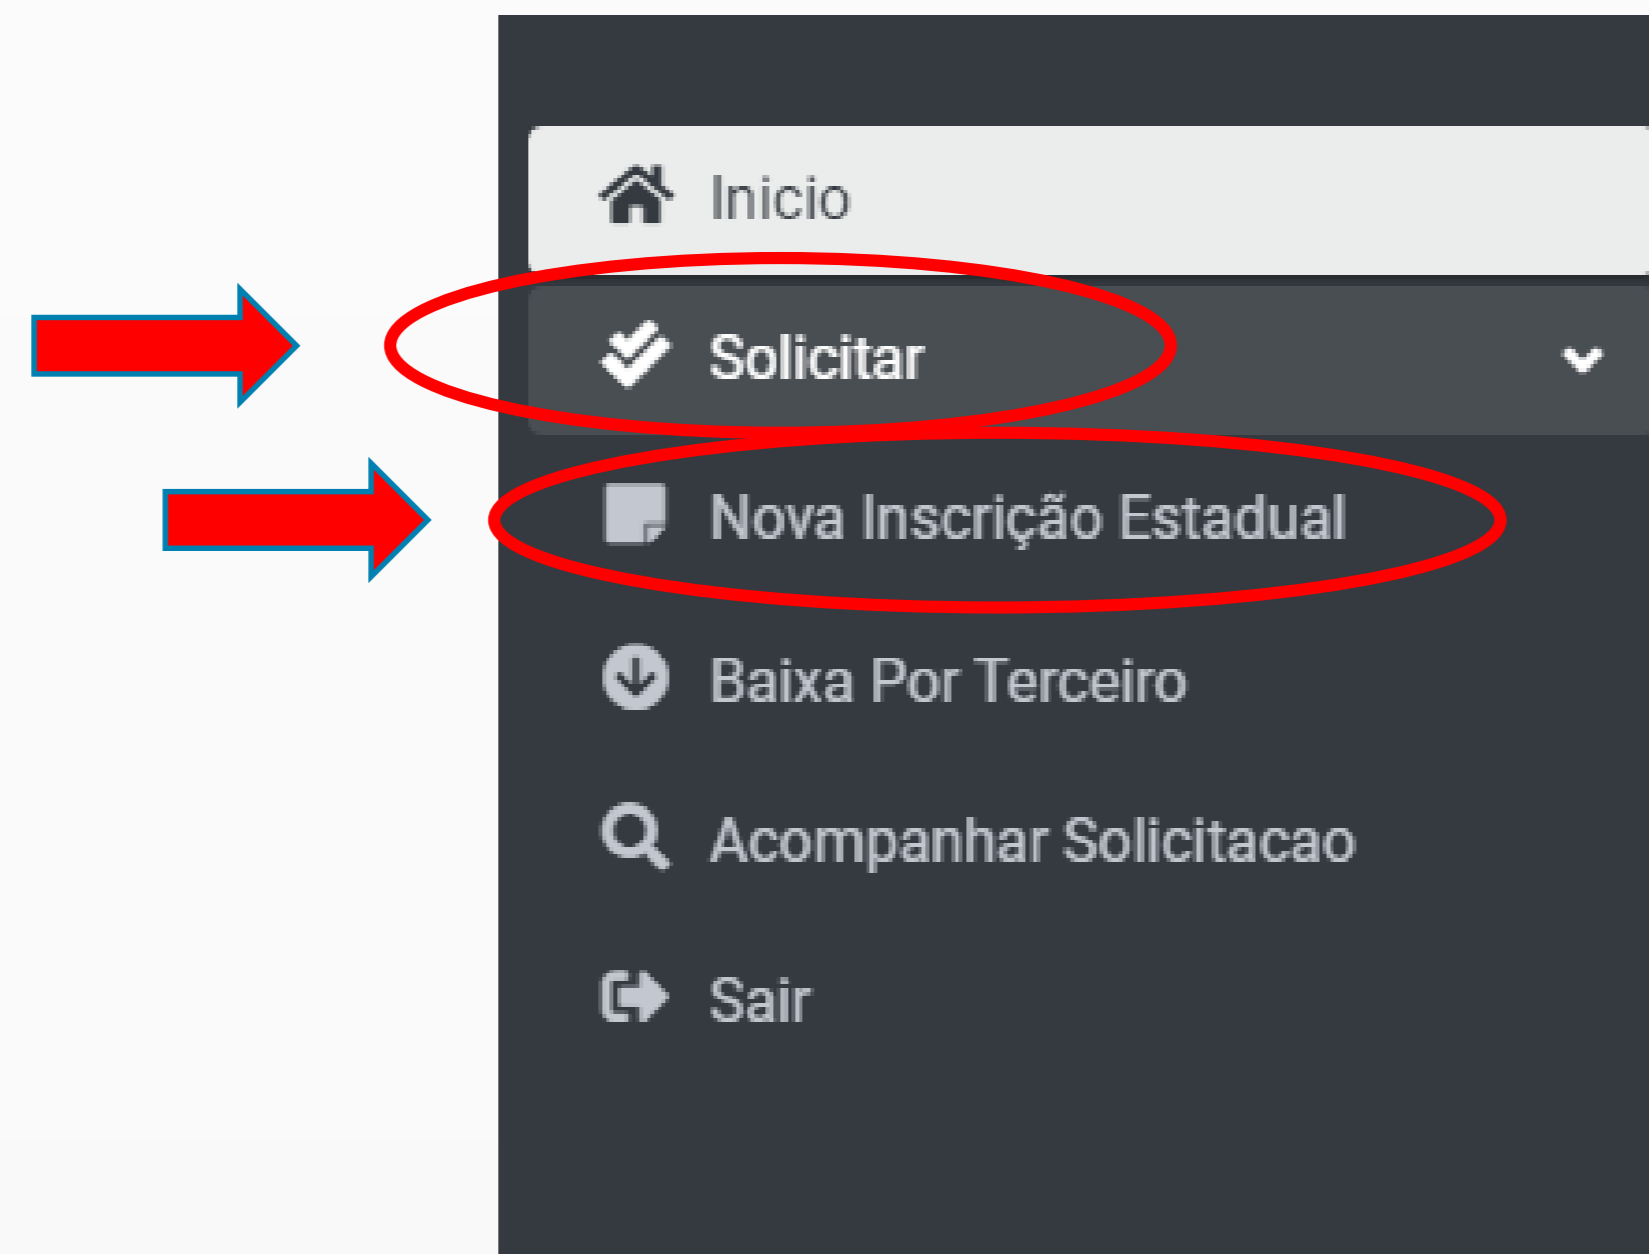 Inicio
Solicitar
Nova Inscrição Estadual
Baixa Por Terceiro
Acompanhar Solicitacao
Sair